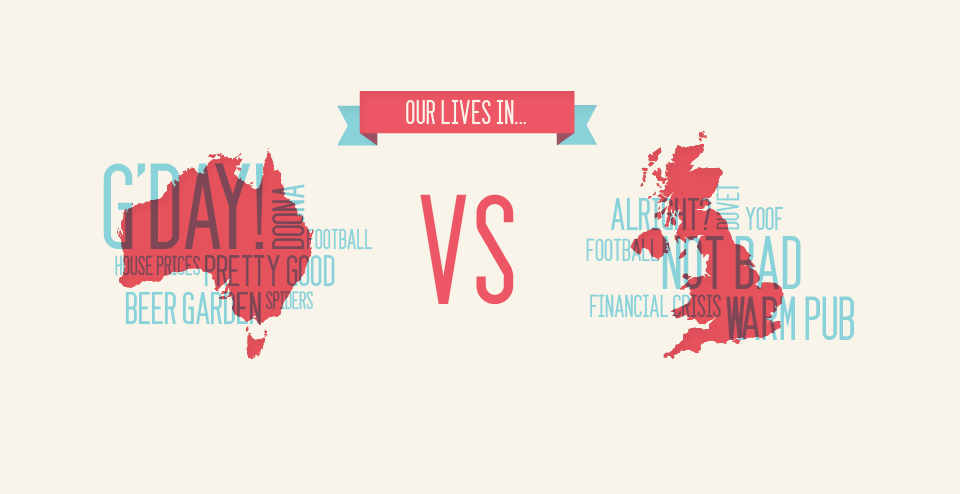 OUR LIVES IN...
G'DAY!
DOONA
FOOTBALL
HOUSE PRICES
PRETTY GOOD
BEER GARDEN
SPIDERS
VS
ALRIGHT?
DUVET
YOOF
FOOTBALL
NOT BAD
FINANCIAL CRISIS
WARM PUB